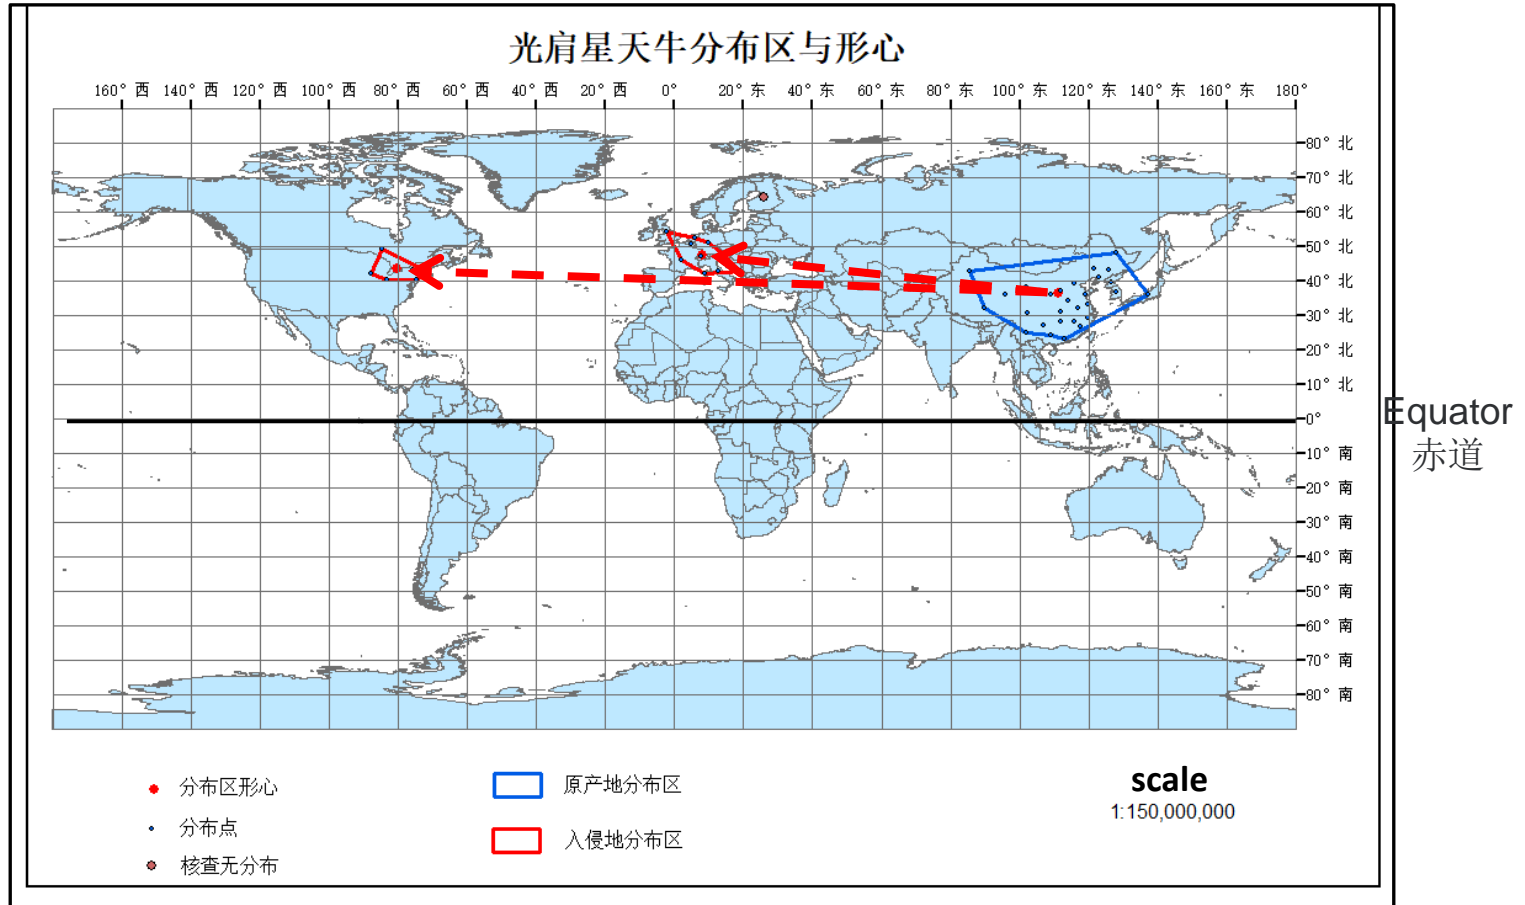 光肩星天牛分布区与形心
160° 西 140° 西 120° 西 100° 西 80° 西 60° 西 40° 西 20° 西 0° 20° 东 40° 东 60° 东 80° 东 100° 东 120° 东 140° 东 160° 东 180°
80° 北
70° 北
60° 北
50° 北
40° 北
30° 北
20° 北
10° 北
0°
Equator
赤道
10° 南
20° 南
30° 南
40° 南
50° 南
60° 南
70° 南
80° 南
分布区形心
分布点
核查无分布
原产地分布区
入侵地分布区
scale
1:150,000,000